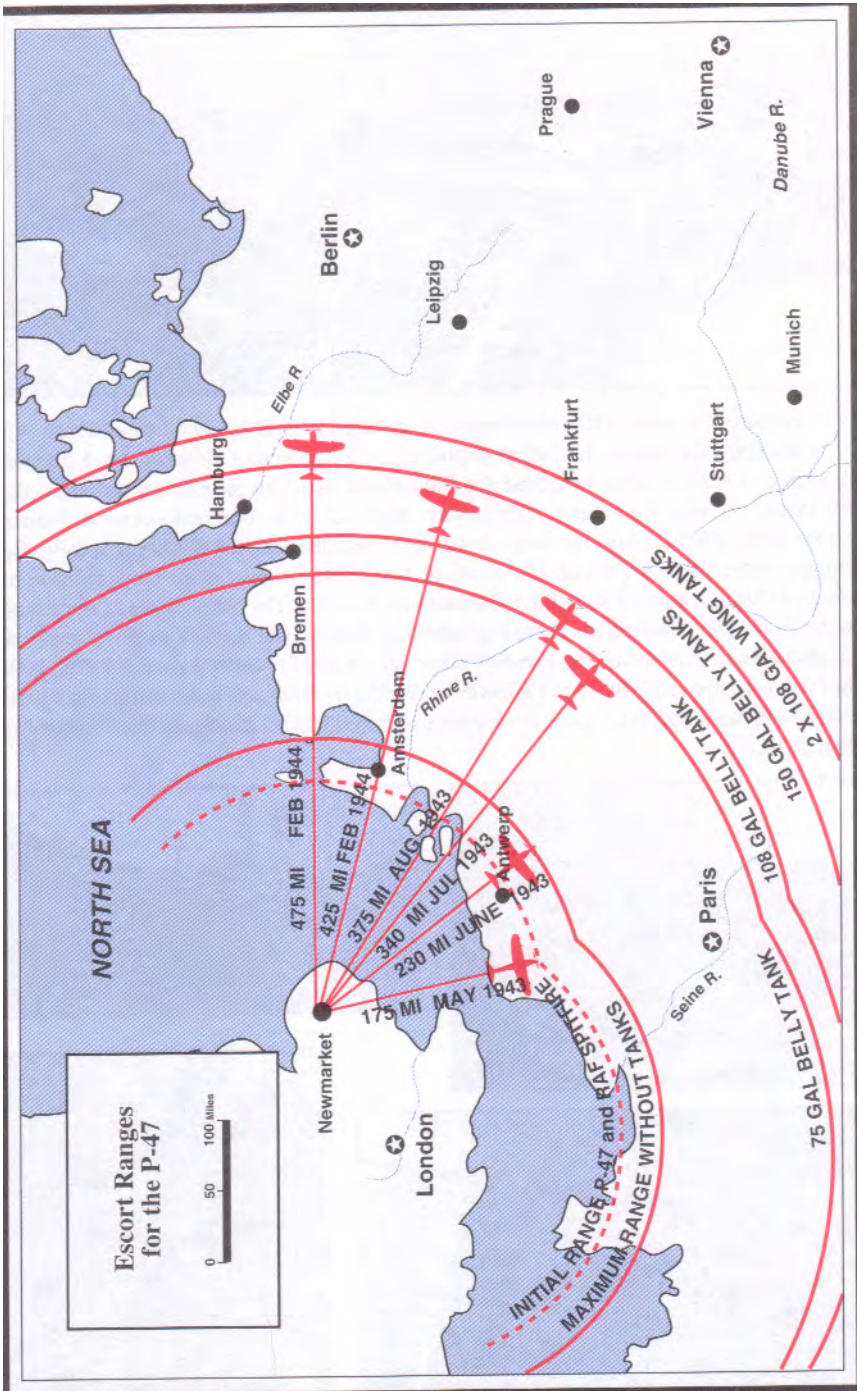 Escort Ranges
for the P-47
0 50 100 Miles
NORTH SEA
Newmarket
London
Paris
Seine R.
Antwerp
Amsterdam
Rhine R.
Bremen
Hamburg
Elbe R
Berlin
Leipzig
Prague
Vienna
Danube R.
Munich
Stuttgart
Frankfurt
475 MI FEB 1944
425 MI FEB 1944
375 MI AUG 1943
340 MI JUL 1943
230 MI JUNE 1943
175 MI MAY 1943
INITIAL RANGE P-47 and RAF SPITFIRE
MAXIMUM RANGE WITHOUT TANKS
75 GAL BELLY TANK
108 GAL BELLY TANK
150 GAL BELLY TANKS
2 X 108 GAL WING TANKS